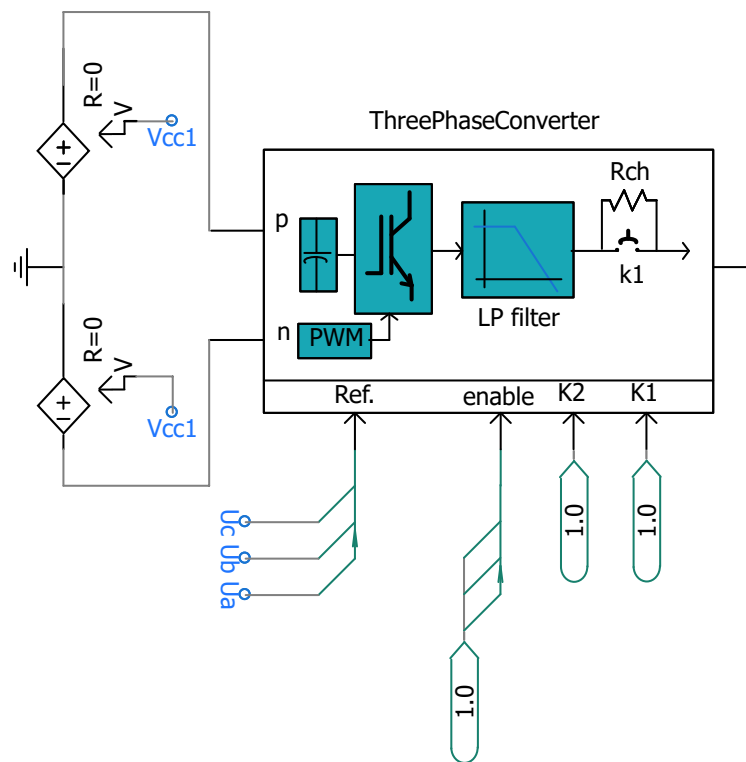 R=0
V
Vcc1
ThreePhaseConverter
Rch
p
k1
LP filter
n
PWM
R=0
V
Vcc1
Ref.
enable
K2
K1
Uc
Ub
Ua
1.0
1.0
1.0